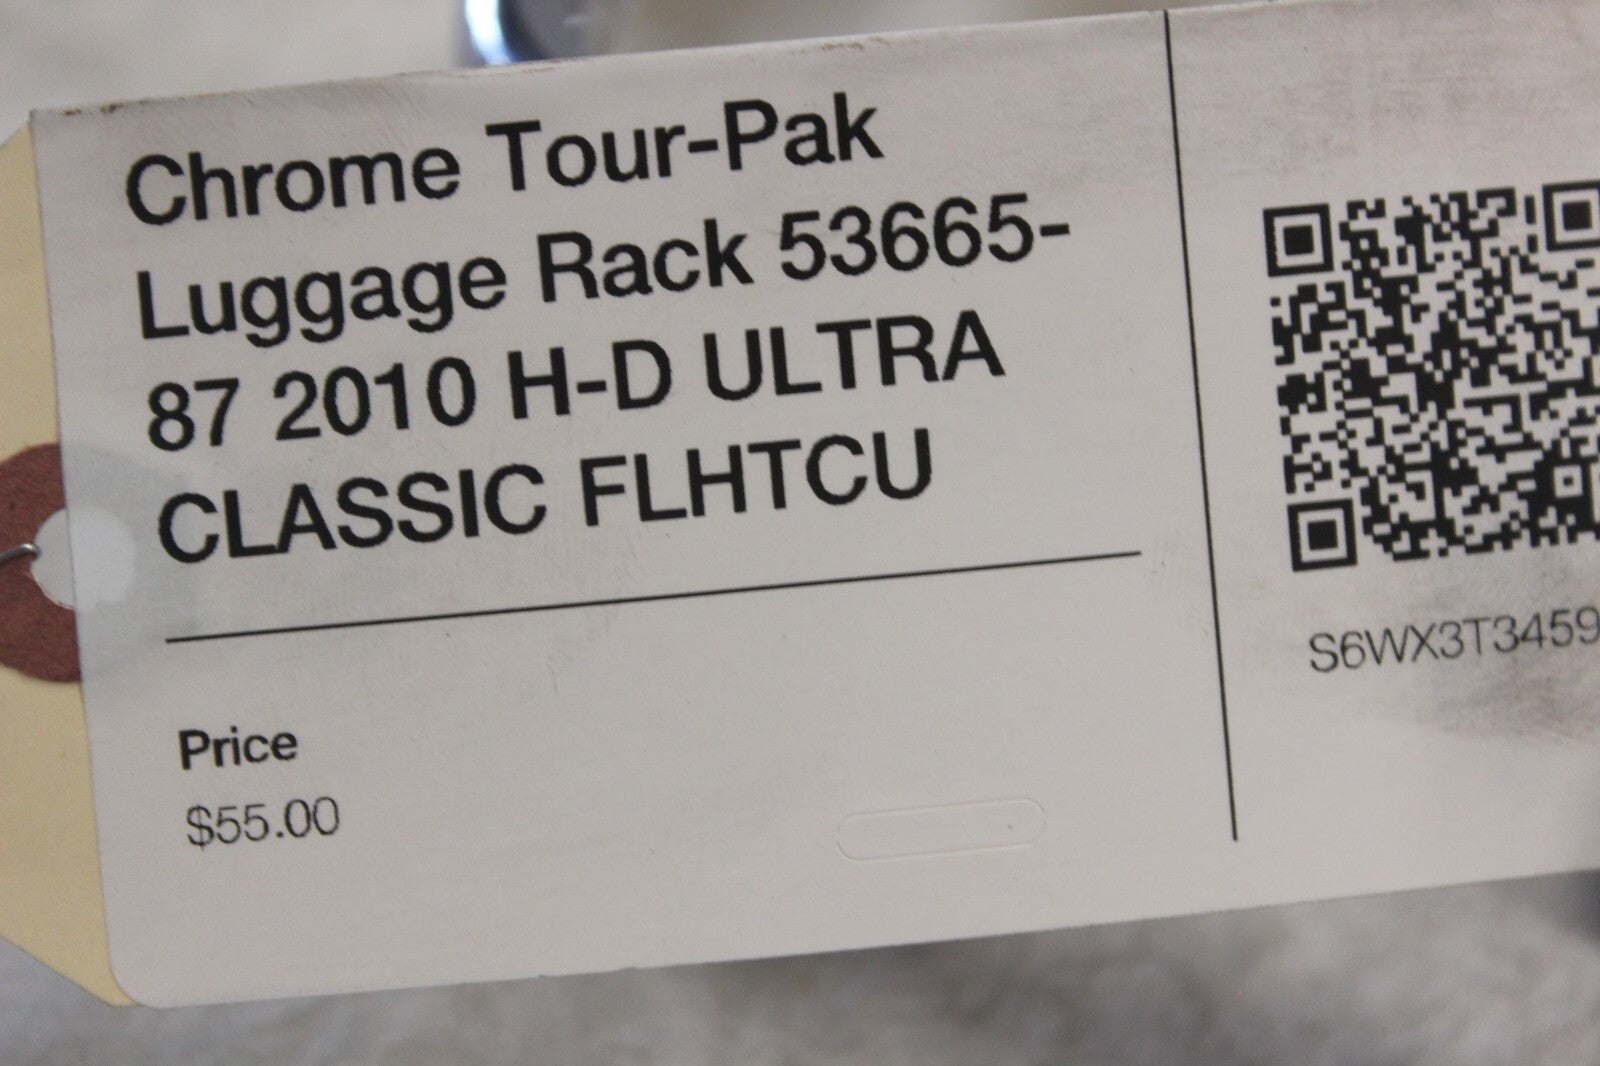 Chrome Tour-Pak
Luggage Rack 53665-
87 2010 H-D ULTRA
CLASSIC FLHTCU
Price
$55.00
S6WX3T3459